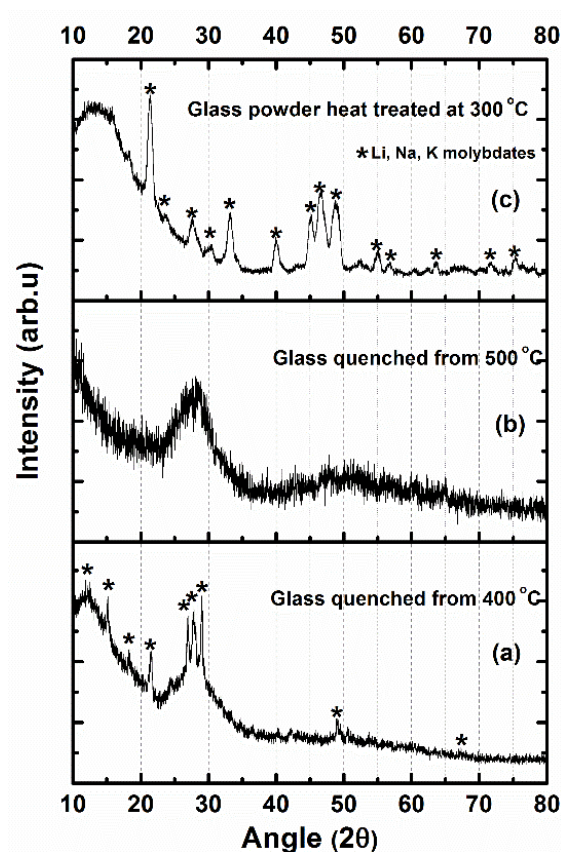 10 20 30 40 50 60 70 80
Glass powder heat treated at 300 °C
* Li, Na, K molybdates
(c)
* * * * * * * * * * * * *
Glass quenched from 500 °C
(b)
Glass quenched from 400 °C
(a)
* * * * * * * * *
Intensity (arb.u)
10 20 30 40 50 60 70 80
Angle (2θ)